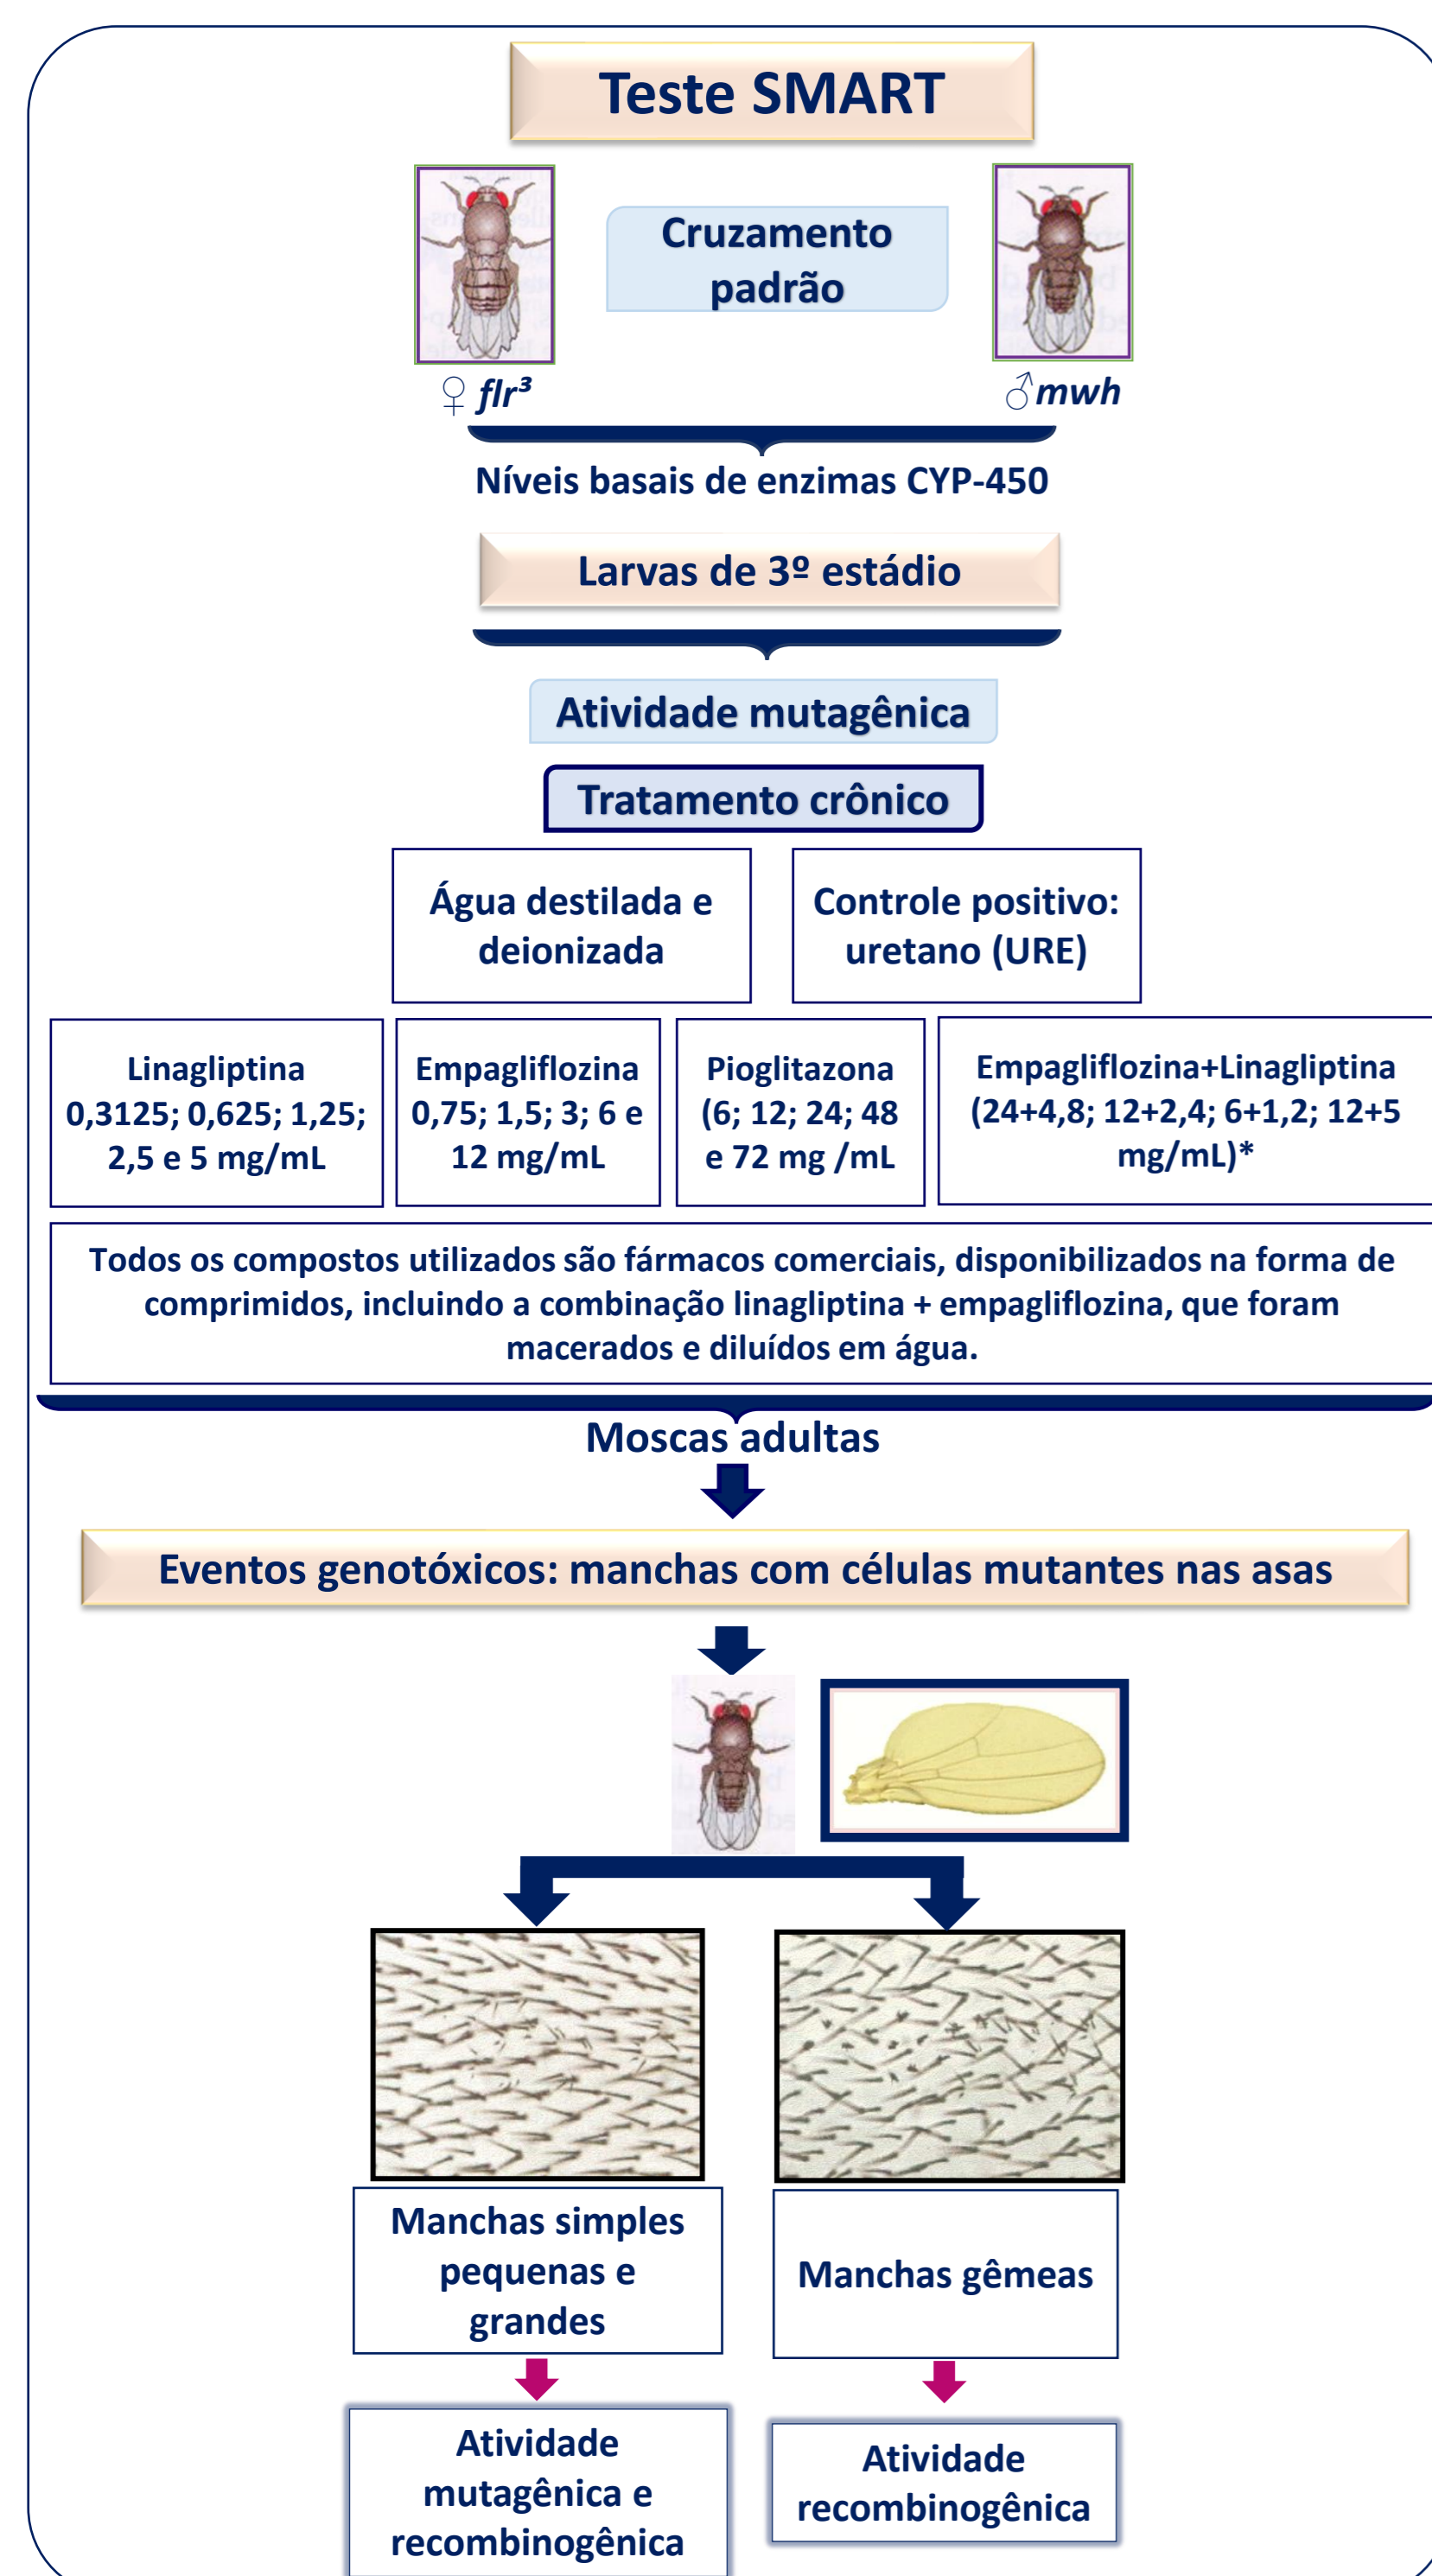 Teste SMART
Cruzamento
padrão
♀ flr³
♂mwh
Níveis basais de enzimas CYP-450
Larvas de 3º estádio
Atividade mutagênica
Tratamento crônico
Água destilada e
deionizada
Controle positivo:
uretano (URE)
Linagliptina
0,3125; 0,625; 1,25;
2,5 e 5 mg/mL
Empagliflozina
0,75; 1,5; 3; 6 e
12 mg/mL
Pioglitazona
(6; 12; 24; 48
e 72 mg /mL
Empagliflozina+Linagliptina
(24+4,8; 12+2,4; 6+1,2; 12+5
mg/mL)*
Todos os compostos utilizados são fármacos comerciais, disponibilizados na forma de
comprimidos, incluindo a combinação linagliptina + empagliflozina, que foram
macerados e diluídos em água.
Moscas adultas
Eventos genotóxicos: manchas com células mutantes nas asas
Manchas simples
pequenas e
grandes
Manchas gêmeas
Atividade
mutagênica e
recombinogênica
Atividade
recombinogênica